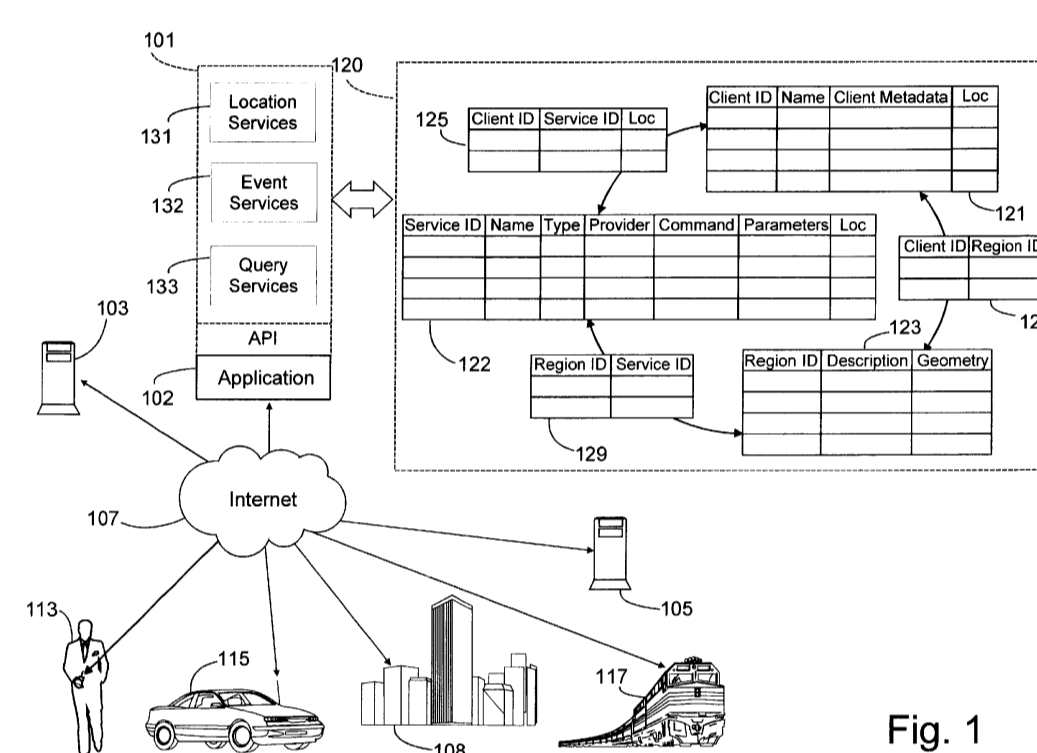 101
Location
Services
131
Event
Services
132
Query
Services
133
API
Application
102
103
120
125
Client ID Service ID Loc
Client ID Name Client Metadata Loc
121
Service ID Name Type Provider Command Parameters Loc
122
Client ID Region ID
Region ID Service ID
129
123
Region ID Description Geometry
Internet
107
105
113
115
108
117
Fig. 1